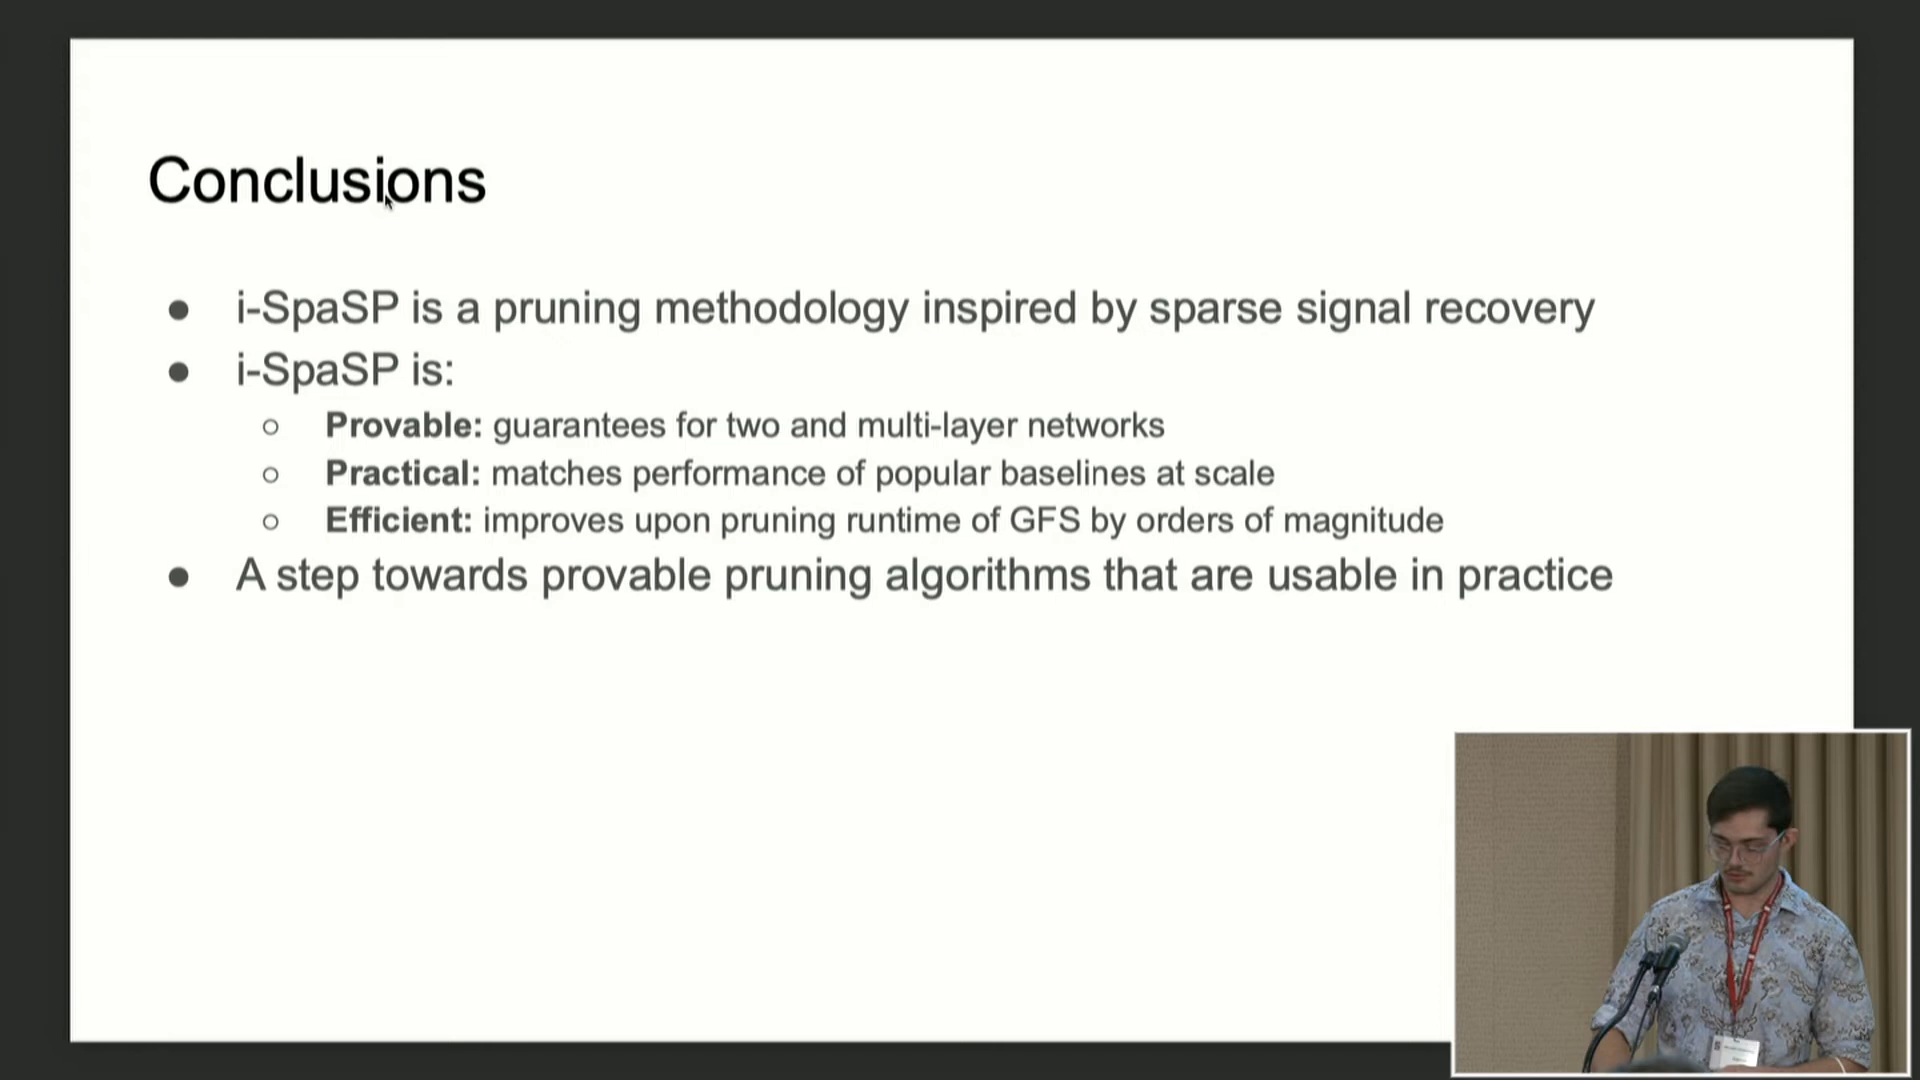 Conclusions
● i-SpaSP is a pruning methodology inspired by sparse signal recovery
● i-SpaSP is:
○ Provable: guarantees for two and multi-layer networks
○ Practical: matches performance of popular baselines at scale
○ Efficient: improves upon pruning runtime of GFS by orders of magnitude
● A step towards provable pruning algorithms that are usable in practice